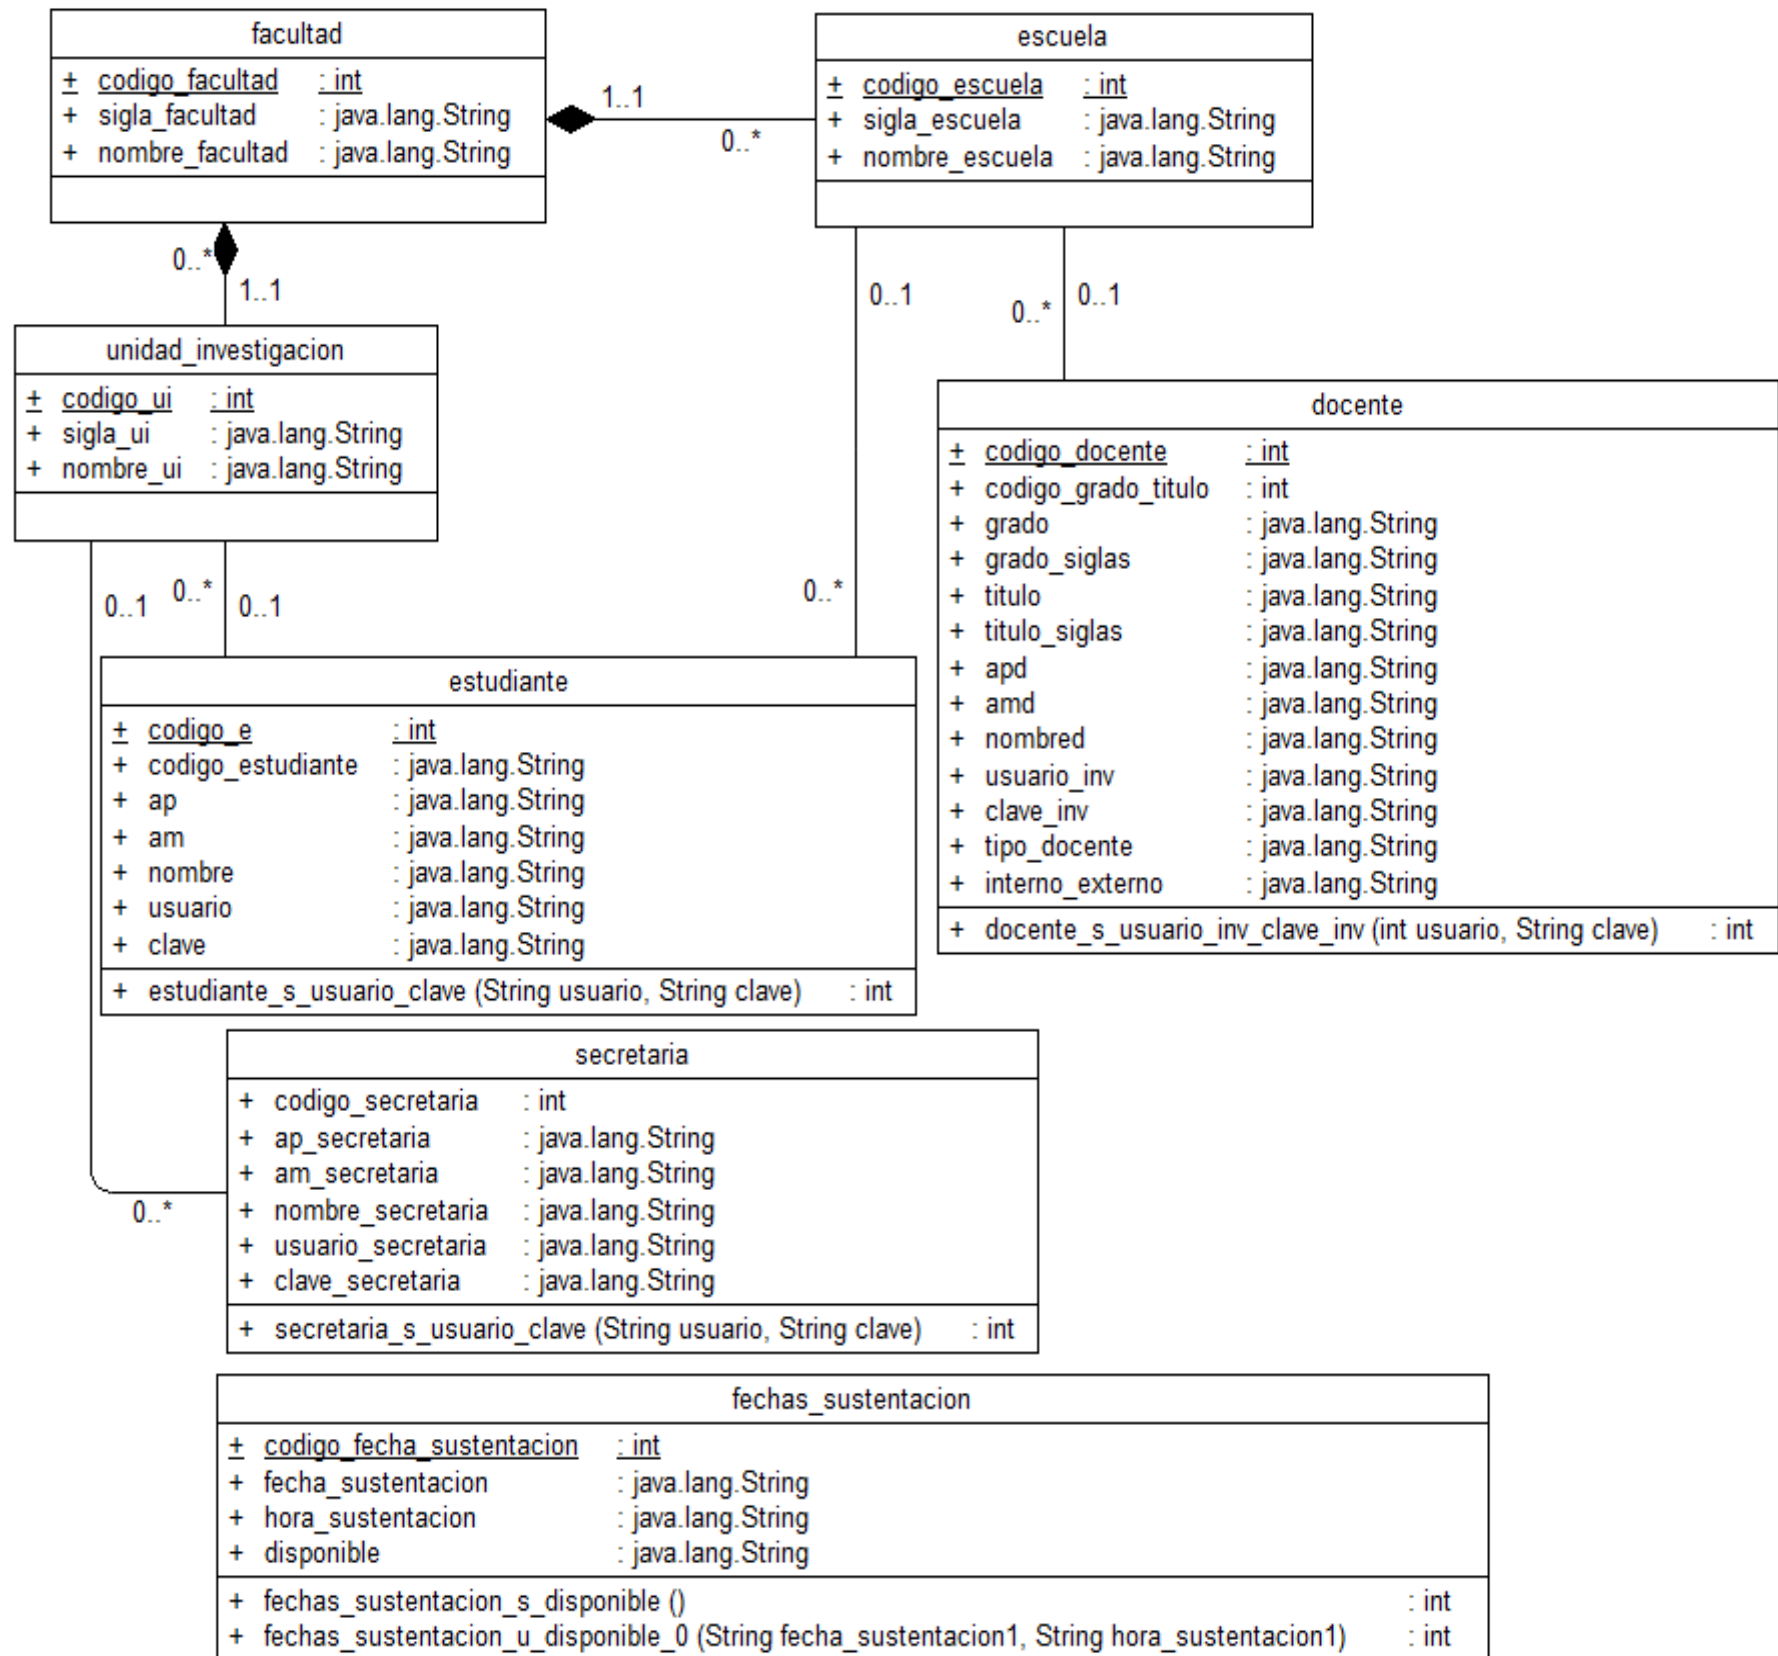 facultad
+ codigo_facultad : int
+ sigla_facultad : java.lang.String
+ nombre_facultad : java.lang.String
1..1
0..*
escuela
+ codigo_escuela : int
+ sigla_escuela : java.lang.String
+ nombre_escuela : java.lang.String
0..*
1..1
0..1
0..*
0..*
0..1
unidad_investigacion
+ codigo_ui : int
+ sigla_ui : java.lang.String
+ nombre_ui : java.lang.String
0..1
0..*
0..1
docente
+ codigo_docente : int
+ codigo_grado_titulo : int
+ grado : java.lang.String
+ grado_siglas : java.lang.String
+ titulo : java.lang.String
+ titulo_siglas : java.lang.String
+ apd : java.lang.String
+ amd : java.lang.String
+ nombred : java.lang.String
+ usuario_inv : java.lang.String
+ clave_inv : java.lang.String
+ tipo_docente : java.lang.String
+ interno_externo : java.lang.String
+ docente_s_usuario_inv_clave_inv (int usuario, String clave) : int
estudiante
+ codigo_e : int
+ codigo_estudiante : java.lang.String
+ ap : java.lang.String
+ am : java.lang.String
+ nombre : java.lang.String
+ usuario : java.lang.String
+ clave : java.lang.String
+ estudiante_s_usuario_clave (String usuario, String clave) : int
0..*
secretaria
+ codigo_secretaria : int
+ ap_secretaria : java.lang.String
+ am_secretaria : java.lang.String
+ nombre_secretaria : java.lang.String
+ usuario_secretaria : java.lang.String
+ clave_secretaria : java.lang.String
+ secretaria_s_usuario_clave (String usuario, String clave) : int
fechas_sustentacion
+ codigo_fecha_sustentacion : int
+ fecha_sustentacion : java.lang.String
+ hora_sustentacion : java.lang.String
+ disponible : java.lang.String
+ fechas_sustentacion_s_disponible () : int
+ fechas_sustentacion_u_disponible_0 (String fecha_sustentacion1, String hora_sustentacion1) : int